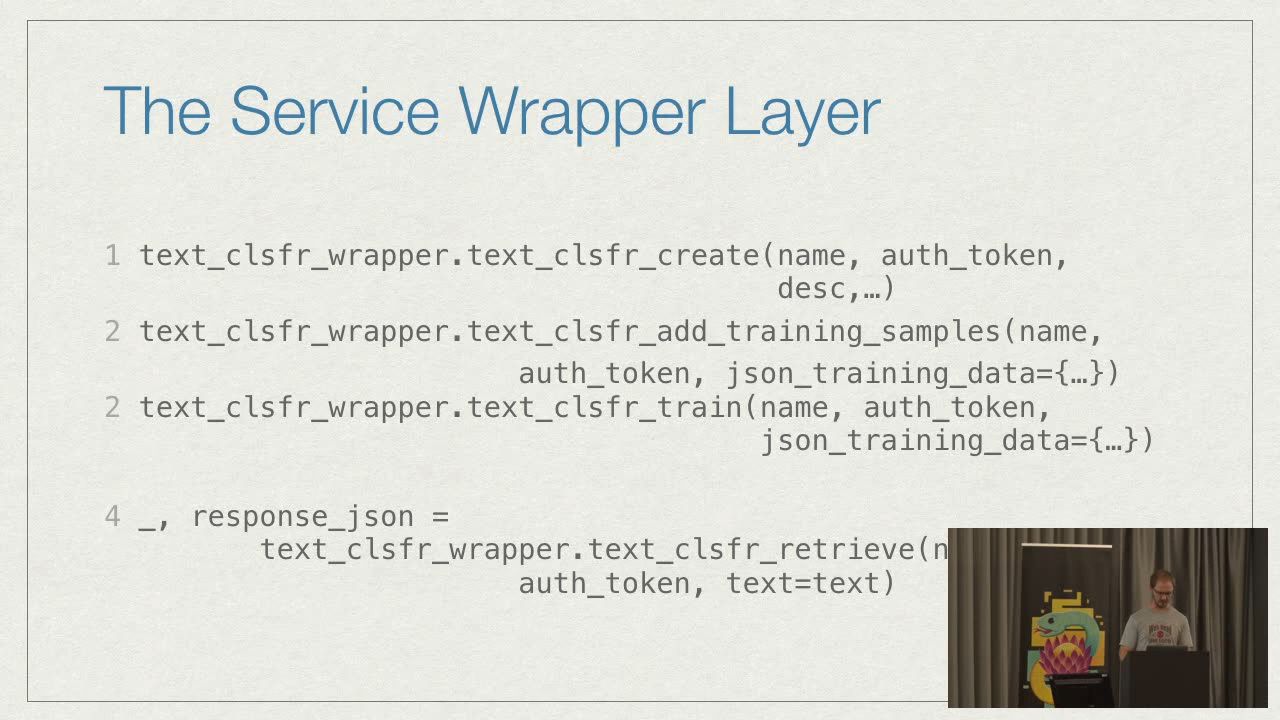 The Service Wrapper Layer
1 text_clsfr_wrapper.text_clsfr_create(name, auth_token,
desc,…)
2 text_clsfr_wrapper.text_clsfr_add_training_samples(name,
auth_token, json_training_data={…})
2 text_clsfr_wrapper.text_clsfr_train(name, auth_token,
json_training_data={…})
4 _, response_json =
text_clsfr_wrapper.text_clsfr_retrieve(n
auth_token, text=text)